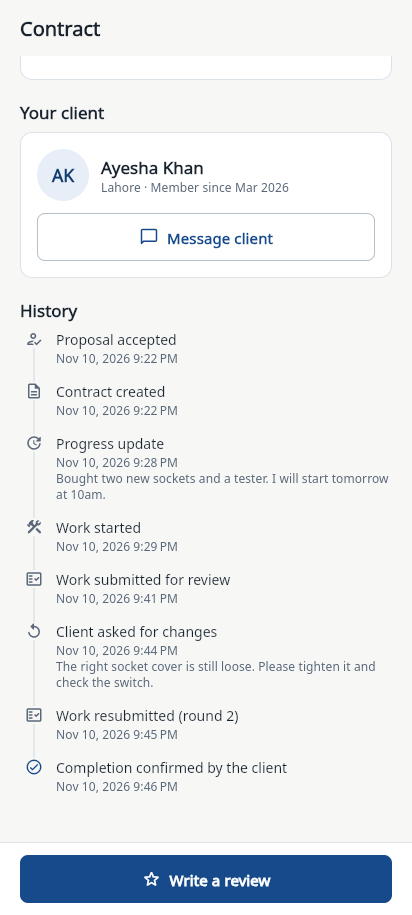 Contract
Your client
AK
Ayesha Khan
Lahore · Member since Mar 2026
Message client
History
Proposal accepted
Nov 10, 2026 9:22 PM
Contract created
Nov 10, 2026 9:22 PM
Progress update
Nov 10, 2026 9:28 PM
Bought two new sockets and a tester. I will start tomorrow
at 10am.
Work started
Nov 10, 2026 9:29 PM
Work submitted for review
Nov 10, 2026 9:41 PM
Client asked for changes
Nov 10, 2026 9:44 PM
The right socket cover is still loose. Please tighten it and
check the switch.
Work resubmitted (round 2)
Nov 10, 2026 9:45 PM
Completion confirmed by the client
Nov 10, 2026 9:46 PM
Write a review